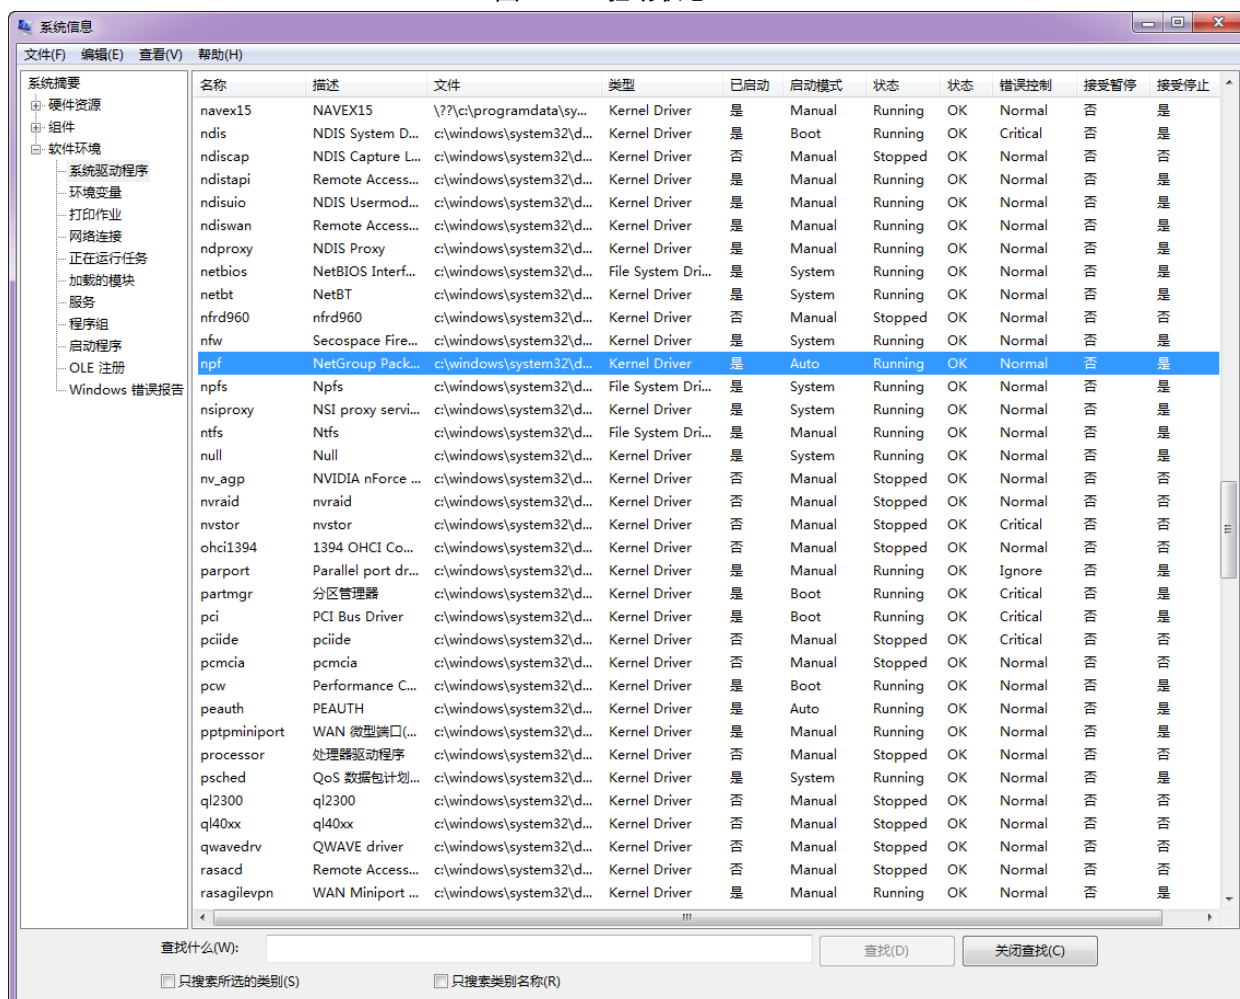 系统信息
文件(F) 编辑(E) 查看(V) 帮助(H)
系统摘要
硬件资源
组件
软件环境
系统驱动程序
环境变量
打印作业
网络连接
正在运行任务
加载的模块
服务
程序组
启动程序
OLE 注册
Windows 错误报告
名称 描述 文件 类型 已启动 启动模式 状态 状态 错误控制 接受暂停 接受停止
navex15 NAVEX15 \??\c:\programdata\sy... Kernel Driver 是 Manual Running OK Normal 否 是
ndis NDIS System D... c:\windows\system32\d... Kernel Driver 是 Boot Running OK Critical 否 是
ndiscap NDIS Capture L... c:\windows\system32\d... Kernel Driver 否 Manual Stopped OK Normal 否 否
ndistapi Remote Access... c:\windows\system32\d... Kernel Driver 是 Manual Running OK Normal 否 是
ndisuio NDIS Usermod... c:\windows\system32\d... Kernel Driver 是 Manual Running OK Normal 否 是
ndiswan Remote Access... c:\windows\system32\d... Kernel Driver 是 Manual Running OK Normal 否 是
ndproxy NDIS Proxy c:\windows\system32\d... Kernel Driver 是 Manual Running OK Normal 否 是
netbios NetBIOS Interf... c:\windows\system32\d... File System Dri... 是 System Running OK Normal 否 是
netbt NetBT c:\windows\system32\d... Kernel Driver 是 System Running OK Normal 否 是
nfrd960 nfrd960 c:\windows\system32\d... Kernel Driver 否 Manual Stopped OK Normal 否 否
nfw Secospace Fire... c:\windows\system32\d... Kernel Driver 是 System Running OK Normal 否 是
npf NetGroup Pack... c:\windows\system32\d... Kernel Driver 是 Auto Running OK Normal 否 是
npfs Npfs c:\windows\system32\d... File System Dri... 是 System Running OK Normal 否 是
nsiproxy NSI proxy servi... c:\windows\system32\d... Kernel Driver 是 System Running OK Normal 否 是
ntfs Ntfs c:\windows\system32\d... File System Dri... 是 Manual Running OK Normal 否 是
null Null c:\windows\system32\d... Kernel Driver 是 System Running OK Normal 否 是
nv_agp NVIDIA nForce ... c:\windows\system32\d... Kernel Driver 否 Manual Stopped OK Normal 否 否
nvraid nvraid c:\windows\system32\d... Kernel Driver 否 Manual Stopped OK Normal 否 否
nvstor nvstor c:\windows\system32\d... Kernel Driver 否 Manual Stopped OK Critical 否 否
ohci1394 1394 OHCI Co... c:\windows\system32\d... Kernel Driver 否 Manual Stopped OK Normal 否 否
parport Parallel port dr... c:\windows\system32\d... Kernel Driver 是 Manual Running OK Ignore 否 是
partmgr 分区管理器 c:\windows\system32\d... Kernel Driver 是 Boot Running OK Critical 否 是
pci PCI Bus Driver c:\windows\system32\d... Kernel Driver 是 Boot Running OK Critical 否 是
pciide pciide c:\windows\system32\d... Kernel Driver 否 Manual Stopped OK Critical 否 否
pcmcia pcmcia c:\windows\system32\d... Kernel Driver 否 Manual Stopped OK Normal 否 否
pcw Performance C... c:\windows\system32\d... Kernel Driver 是 Boot Running OK Normal 否 是
peauth PEAUTH c:\windows\system32\d... Kernel Driver 是 Auto Running OK Normal 否 是
pptpminiport WAN 微型端口(... c:\windows\system32\d... Kernel Driver 是 Manual Running OK Normal 否 是
processor 处理器驱动程序 c:\windows\system32\d... Kernel Driver 否 Manual Stopped OK Normal 否 否
psched QoS 数据包计划... c:\windows\system32\d... Kernel Driver 是 System Running OK Normal 否 是
ql2300 ql2300 c:\windows\system32\d... Kernel Driver 否 Manual Stopped OK Normal 否 否
ql40xx ql40xx c:\windows\system32\d... Kernel Driver 否 Manual Stopped OK Normal 否 否
qwavedrv QWAVE driver c:\windows\system32\d... Kernel Driver 否 Manual Stopped OK Normal 否 否
rasacd Remote Access... c:\windows\system32\d... Kernel Driver 否 Manual Stopped OK Normal 否 否
rasagilevpn WAN Miniport ... c:\windows\system32\d... Kernel Driver 是 Manual Running OK Normal 否 是
查找什么(W): 查找(D) 关闭查找(C)
只搜索所选的类别(S) 只搜索类别名称(R)